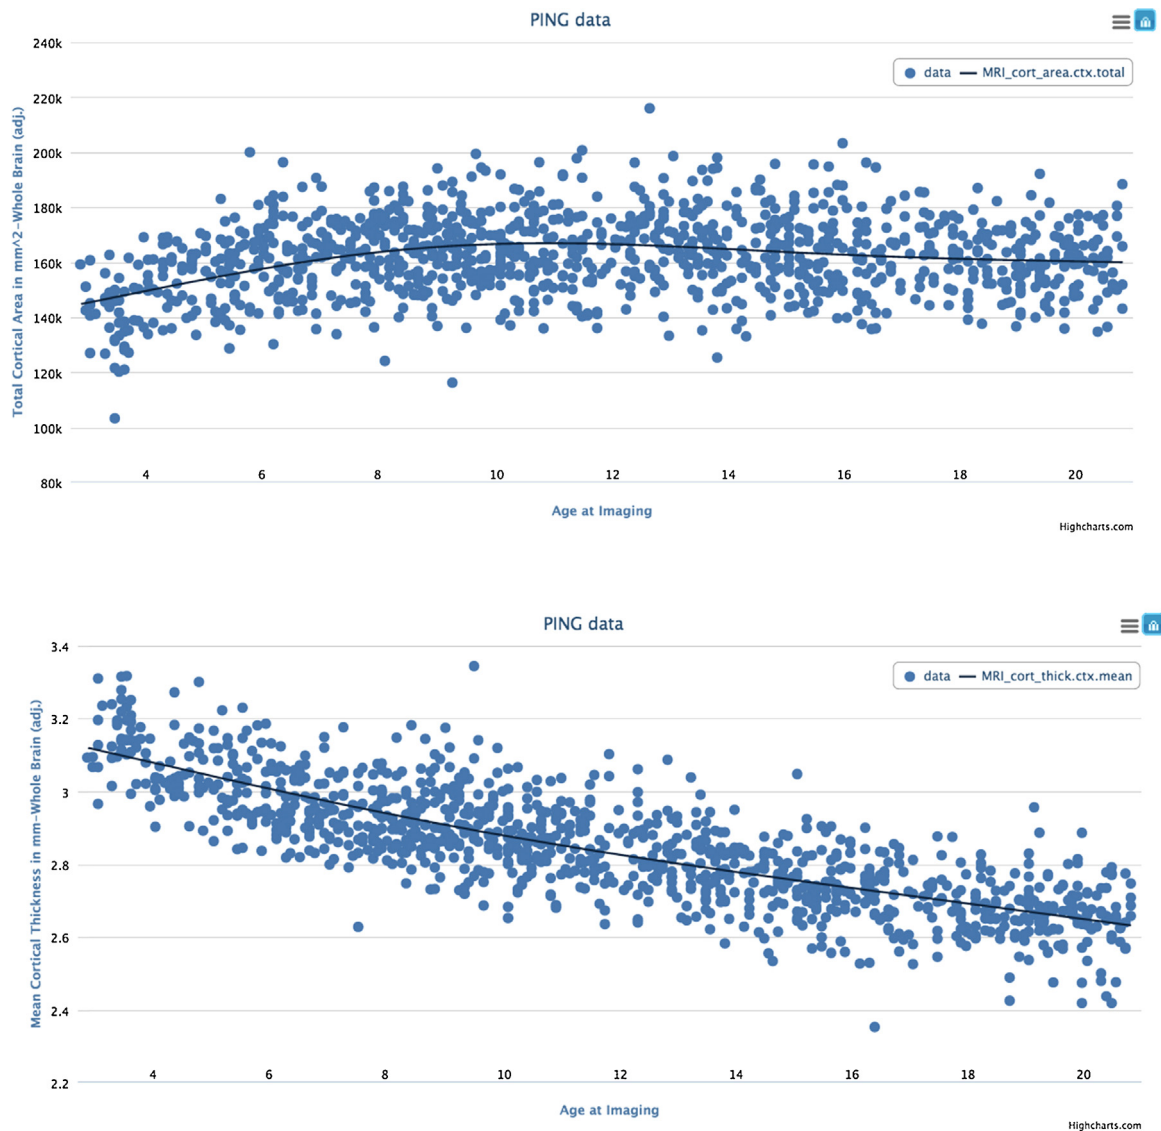 PING data
240k
data MRI_cort_area.ctx.total
220k
200k
180k
160k
140k
120k
100k
80k
Total Cortical Area in mm^2-Whole Brain (adj.)
4 6 8 10 12 14 16 18 20
Age at Imaging
Highcharts.com
PING data
3.4
data MRI_cort_thick.ctx.mean
3.2
3
2.8
2.6
2.4
2.2
Mean Cortical Thickness in mm-Whole Brain (adj.)
4 6 8 10 12 14 16 18 20
Age at Imaging
Highcharts.com